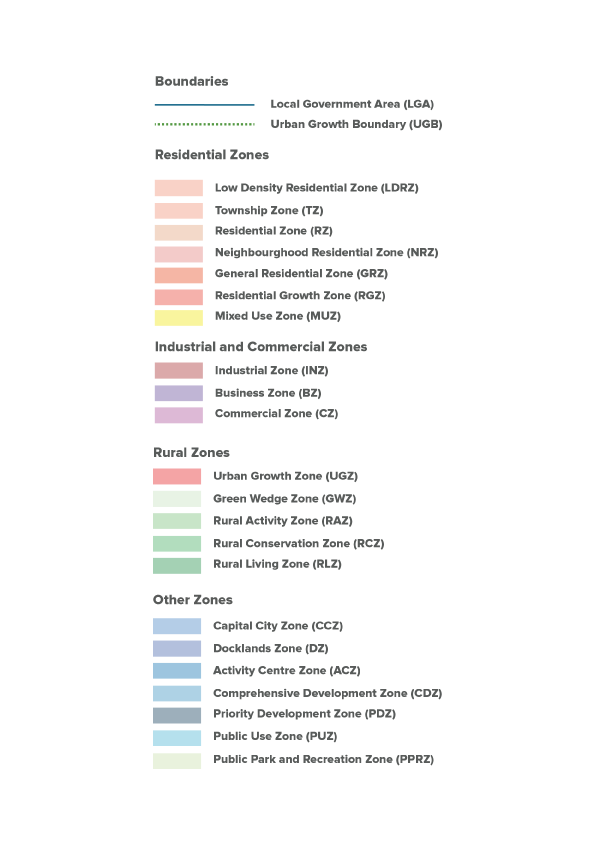 Boundaries
Local Government Area (LGA)
Urban Growth Boundary (UGB)
Residential Zones
Low Density Residential Zone (LDRZ)
Township Zone (TZ)
Residential Zone (RZ)
Neighbourghood Residential Zone (NRZ)
General Residential Zone (GRZ)
Residential Growth Zone (RGZ)
Mixed Use Zone (MUZ)
Industrial and Commercial Zones
Industrial Zone (INZ)
Business Zone (BZ)
Commercial Zone (CZ)
Rural Zones
Urban Growth Zone (UGZ)
Green Wedge Zone (GWZ)
Rural Activity Zone (RAZ)
Rural Conservation Zone (RCZ)
Rural Living Zone (RLZ)
Other Zones
Capital City Zone (CCZ)
Docklands Zone (DZ)
Activity Centre Zone (ACZ)
Comprehensive Development Zone (CDZ)
Priority Development Zone (PDZ)
Public Use Zone (PUZ)
Public Park and Recreation Zone (PPRZ)